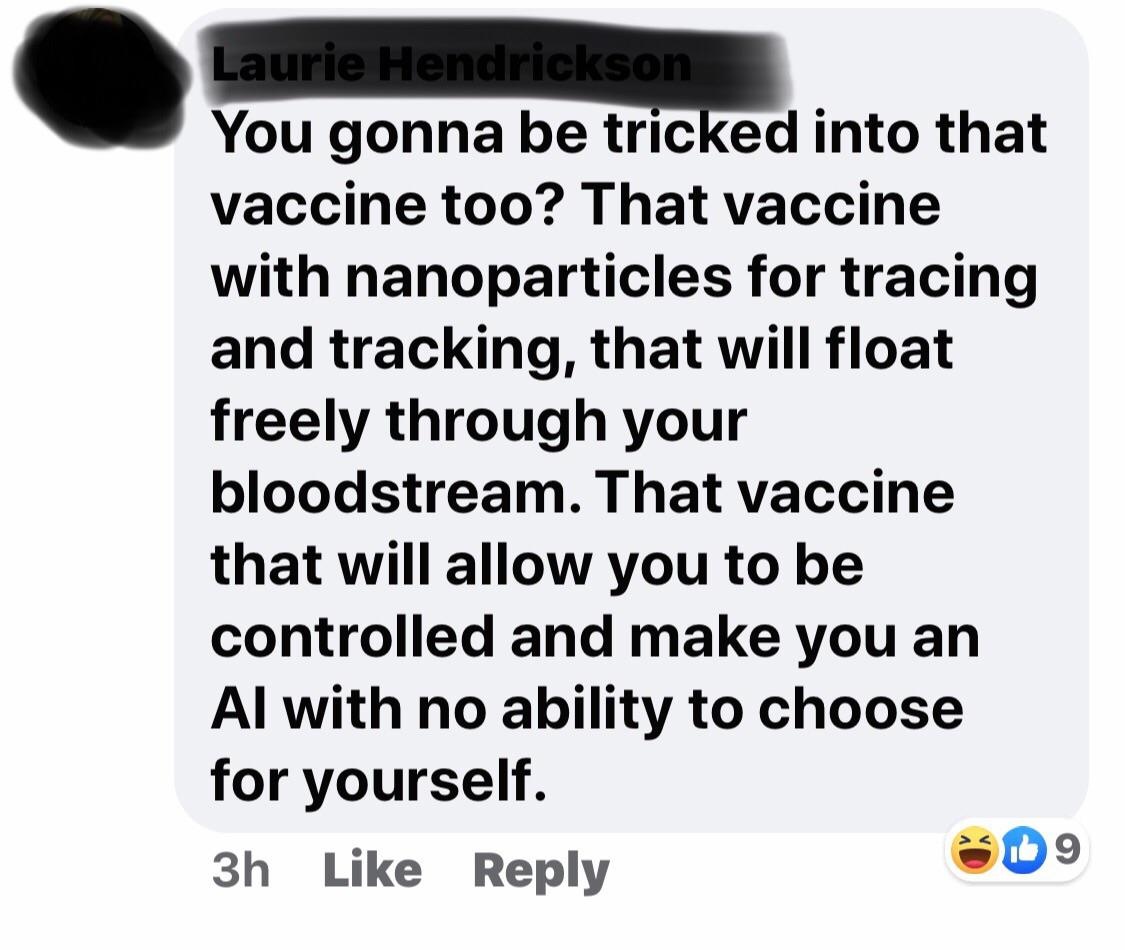 Laurie Hendrickson
You gonna be tricked into that
vaccine too? That vaccine
with nanoparticles for tracing
and tracking, that will float
freely through your
bloodstream. That vaccine
that will allow you to be
controlled and make you an
AI with no ability to choose
for yourself.
3h Like Reply 9